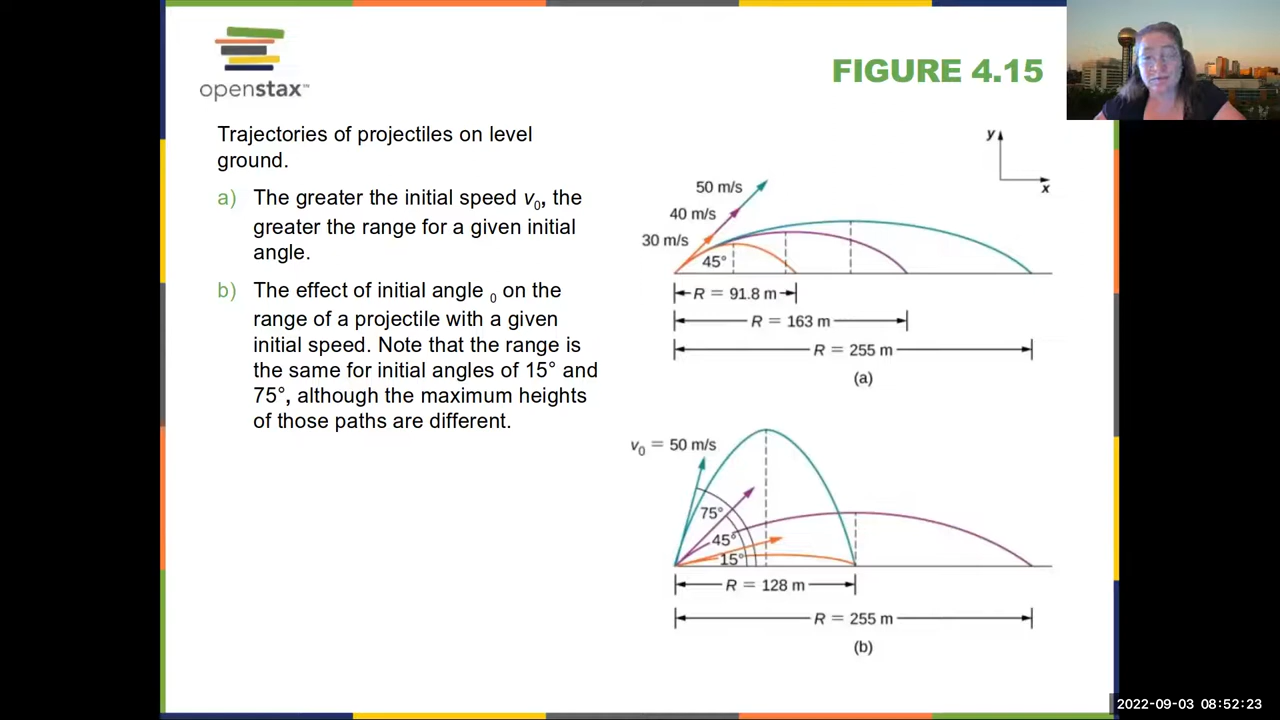 openstax™
FIGURE 4.15
Trajectories of projectiles on level
ground.
a) The greater the initial speed v0, the
greater the range for a given initial
angle.
b) The effect of initial angle 0 on the
range of a projectile with a given
initial speed. Note that the range is
the same for initial angles of 15° and
75°, although the maximum heights
of those paths are different.
y
x
50 m/s
40 m/s
30 m/s
45°
R = 91.8 m
R = 163 m
R = 255 m
(a)
v0 = 50 m/s
75°
45°
15°
R = 128 m
R = 255 m
(b)
2022-09-03 08:52:23